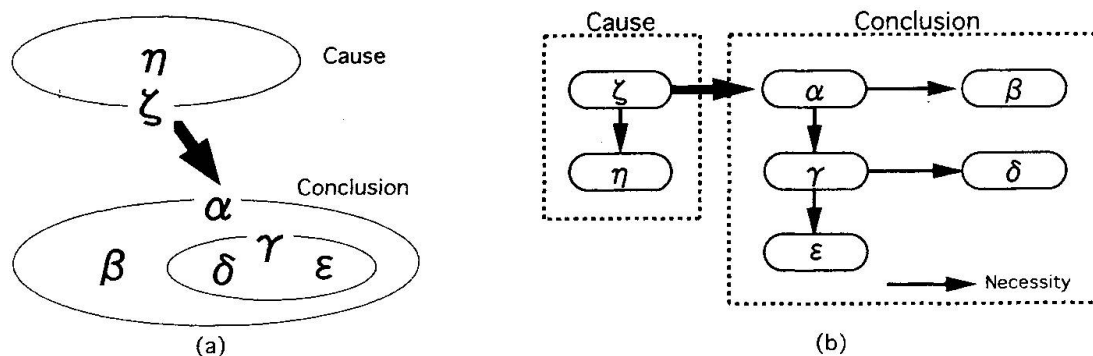 η
Cause
ζ
Conclusion
α
γ
β
δ
ε
(a)
Cause
Conclusion
ζ
α
β
η
γ
δ
ε
Necessity
(b)